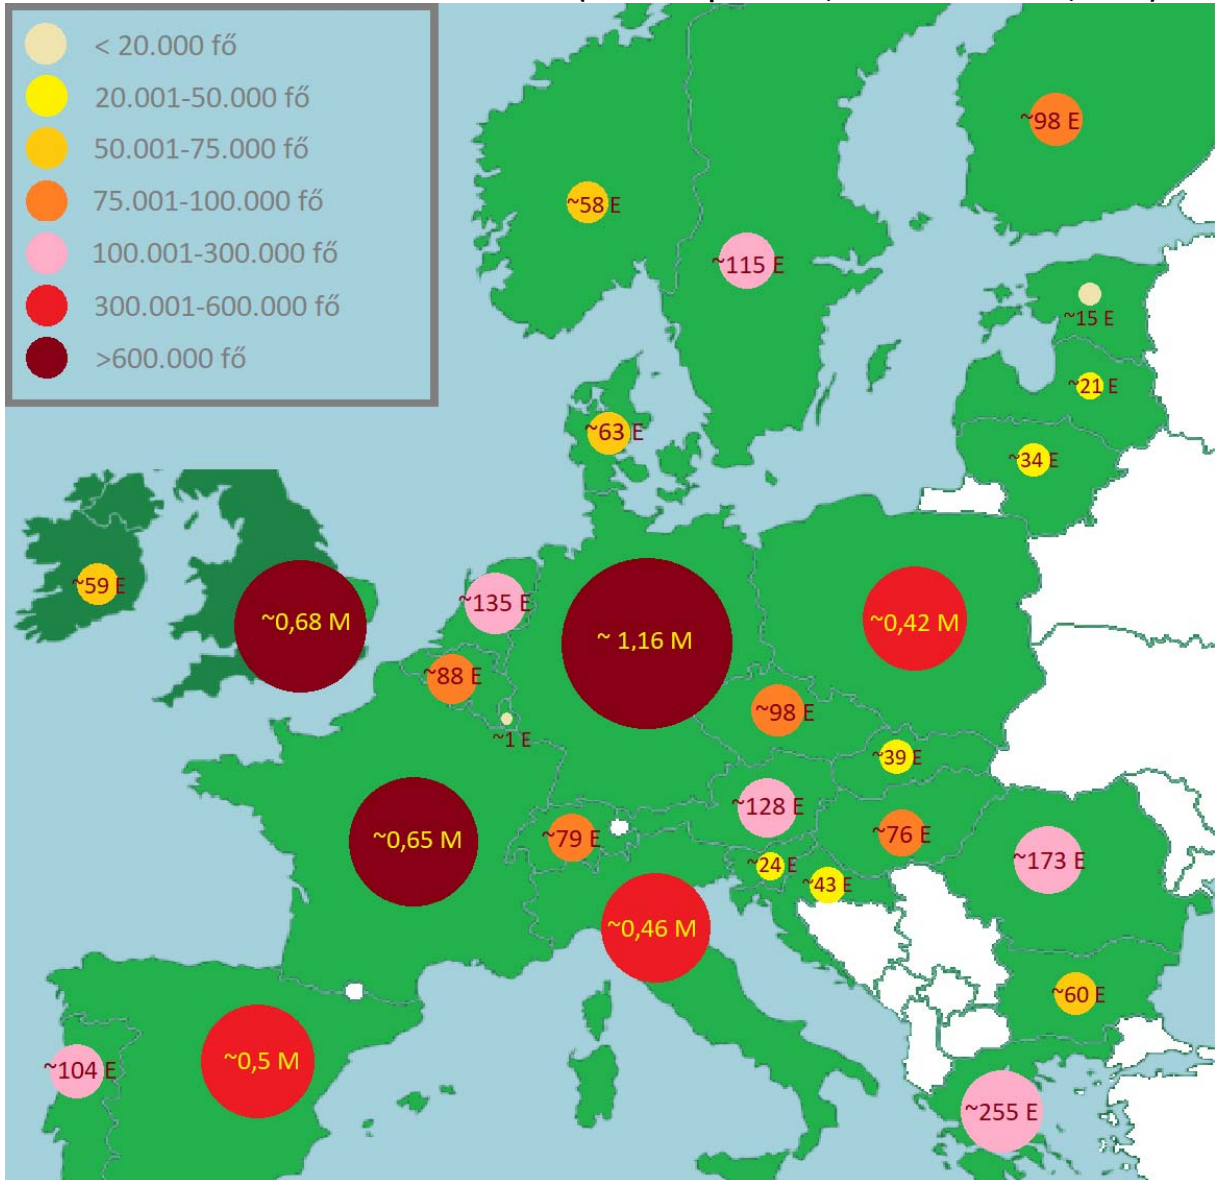 < 20.000 fő
20.001-50.000 fő
50.001-75.000 fő
75.001-100.000 fő
100.001-300.000 fő
300.001-600.000 fő
>600.000 fő
~98 E
~58 E
~115 E
~15 E
~21 E
~63 E
~34 E
~59 E
~0,68 M
~135 E
~ 1,16 M
~0,42 M
~88 E
~1 E
~98 E
~39 E
~128 E
~0,65 M
~79 E
~76 E
~173 E
~24 E
~43 E
~0,46 M
~60 E
~104 E
~0,5 M
~255 E